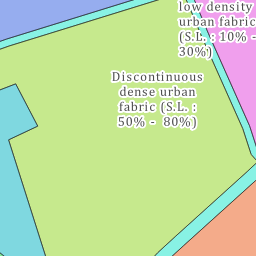 low density
urban fabric
(S.L. : 10% -
30%)
Discontinuous
dense urban
fabric (S.L. :
50% -  80%)